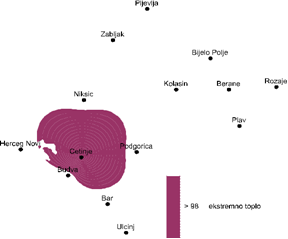 Pljevlja
Zabljak
Bijelo Polje
Kolasin
Berane
Rozaje
Niksic
Plav
Herceg Novi
Cetinje
Podgorica
Budva
Bar
> 98 ekstremno toplo
Ulcinj